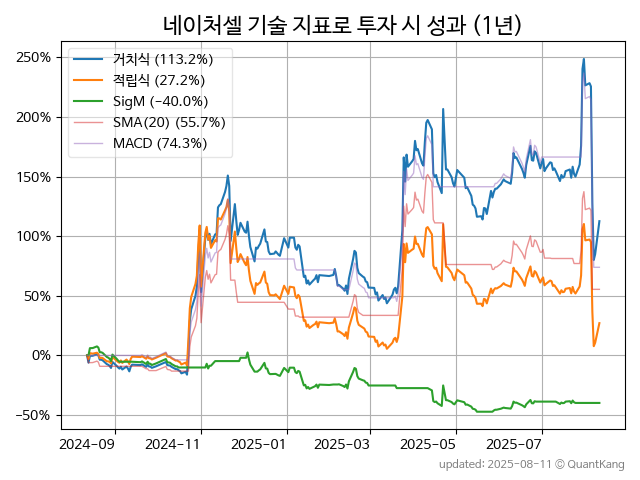 네이처셀 기술 지표로 투자 시 성과 (1년)
거치식 (113.2%)
적립식 (27.2%)
SigM (−40.0%)
SMA(20) (55.7%)
MACD (74.3%)
250%
200%
150%
100%
50%
0%
−50%
2024-09 2024-11 2025-01 2025-03 2025-05 2025-07
updated: 2025-08-11 © QuantKang